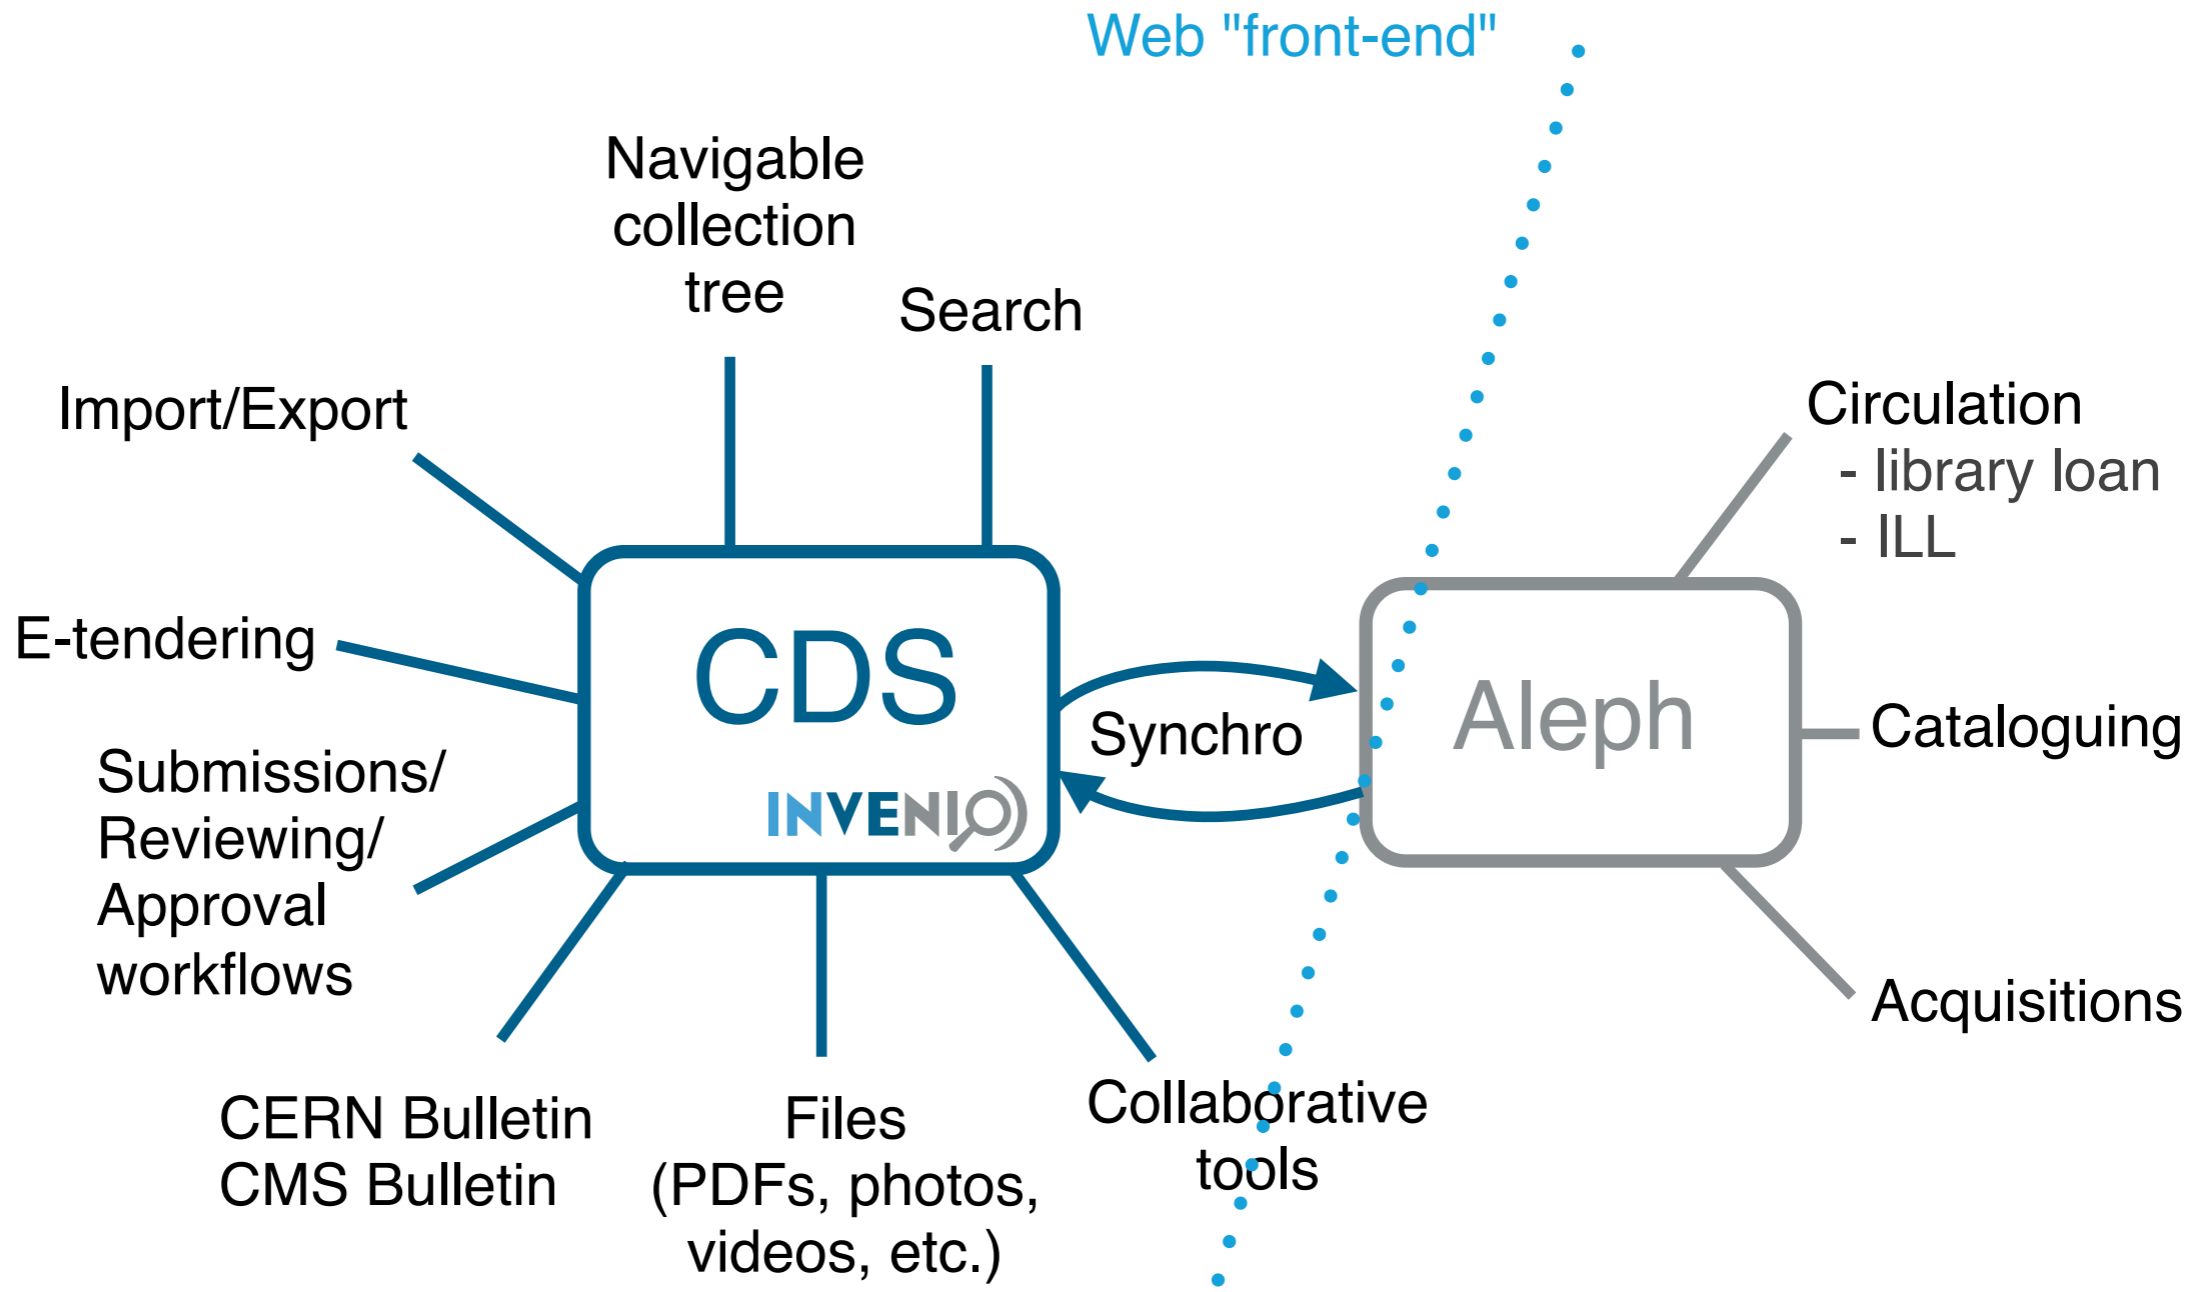 Web "front-end"
Navigable
collection
tree
Search
Import/Export
Circulation
- library loan
- ILL
E-tendering
CDS
INVENIO
Synchro
Aleph
Cataloguing
Submissions/
Reviewing/
Approval
workflows
Acquisitions
CERN Bulletin
CMS Bulletin
Files
(PDFs, photos,
videos, etc.)
Collaborative
tools